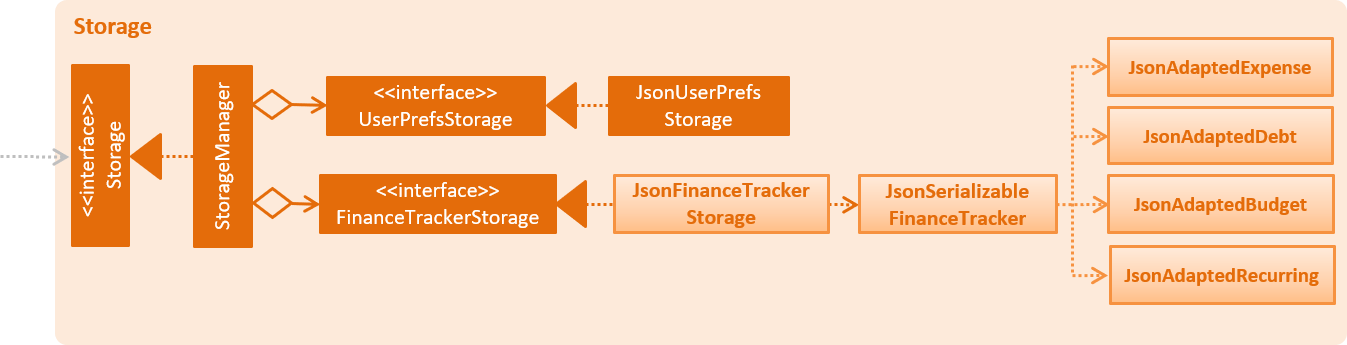 Storage
<<interface>>
Storage
StorageManager
<<interface>>
UserPrefsStorage
JsonUserPrefs
Storage
<<interface>>
FinanceTrackerStorage
JsonFinanceTracker
Storage
JsonSerializable
FinanceTracker
JsonAdaptedExpense
JsonAdaptedDebt
JsonAdaptedBudget
JsonAdaptedRecurring